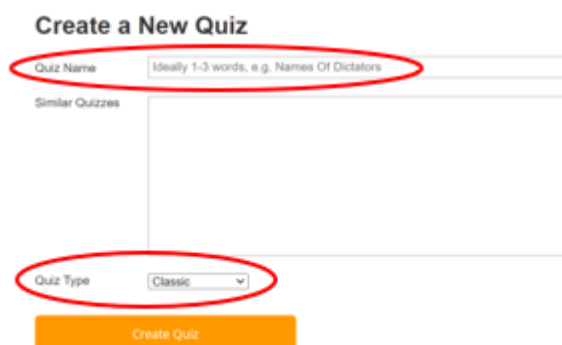 Create a New Quiz
Quiz Name Ideally 1-3 words, e.g. Names Of Dictators
Similar Quizzes
Quiz Type Classic
Create Quiz